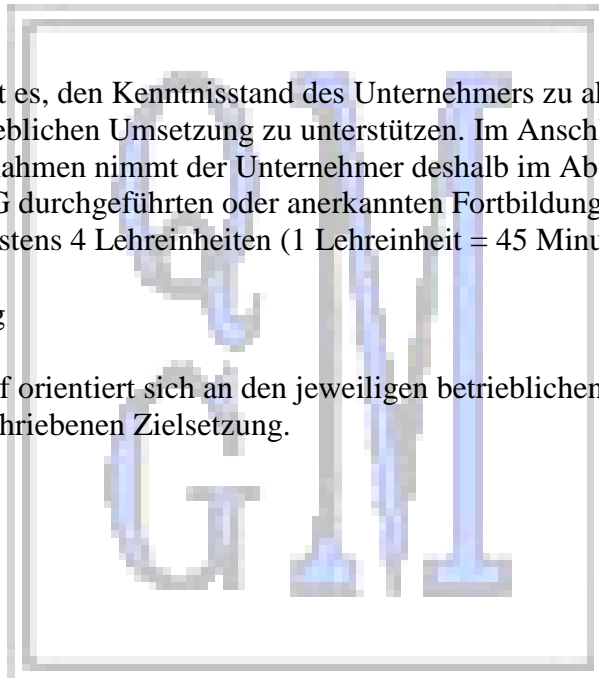 t es, den Kenntnisstand des Unternehmers zu al
eblichen Umsetzung zu unterstützen. Im Anschl
nahmen nimmt der Unternehmer deshalb im Ab
G durchgeführten oder anerkannten Fortbildung
stens 4 Lehreinheiten (1 Lehreinheit = 45 Minu
g
f orientiert sich an den jeweiligen betrieblichen
hriebenen Zielsetzung.
Q
G
M